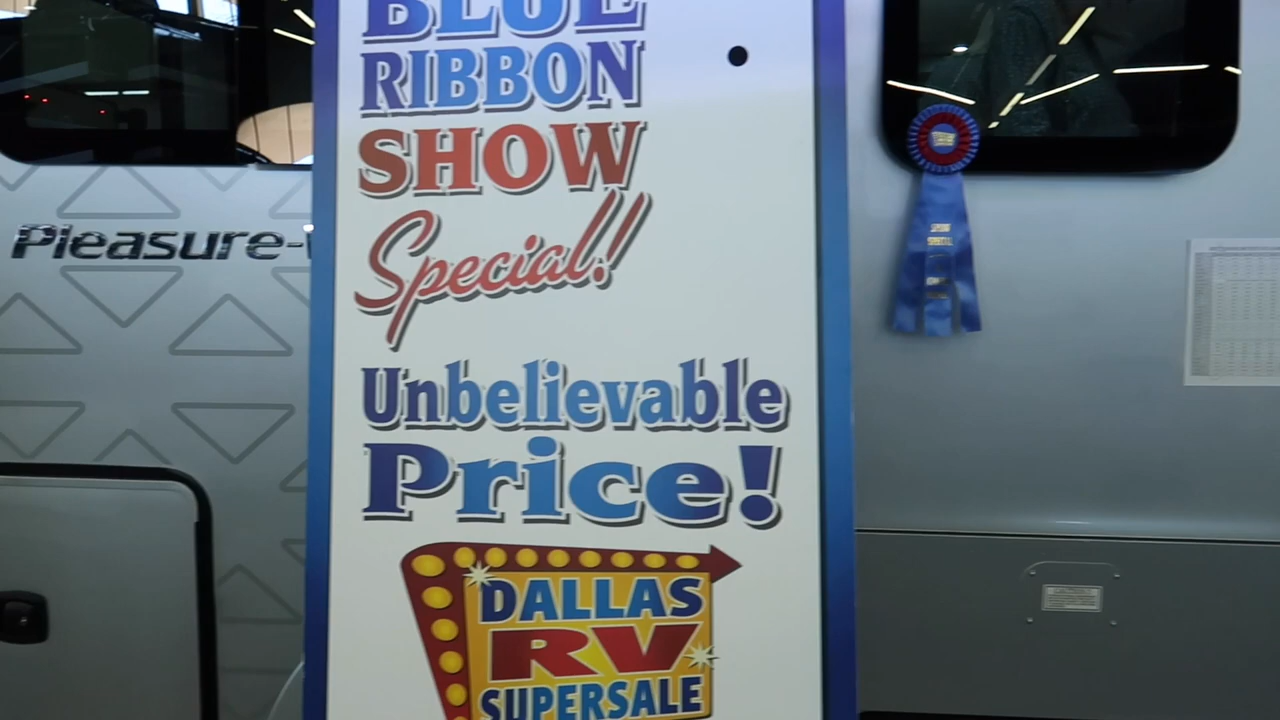 BLUE
RIBBON
SHOW
Special!!
Unbelievable
Price!
DALLAS
RV
SUPERSALE
Pleasure-